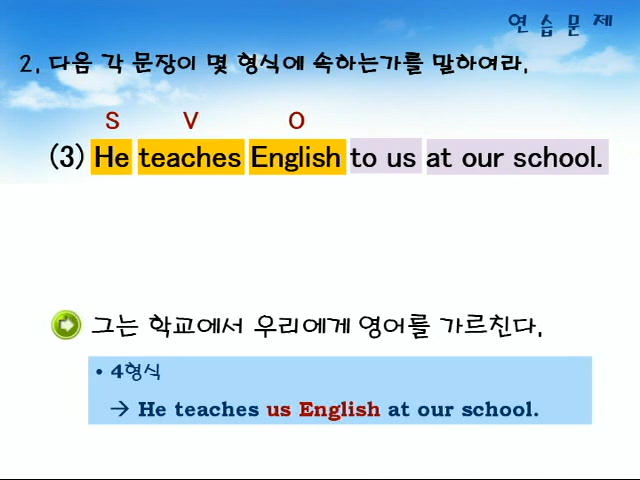 연 습 문 제
2. 다음 각 문장이 몇 형식에 속하는가를 말하여라.
S V O
(3) He teaches English to us at our school.
그는 학교에서 우리에게 영어를 가르친다.
• 4형식
→ He teaches us English at our school.